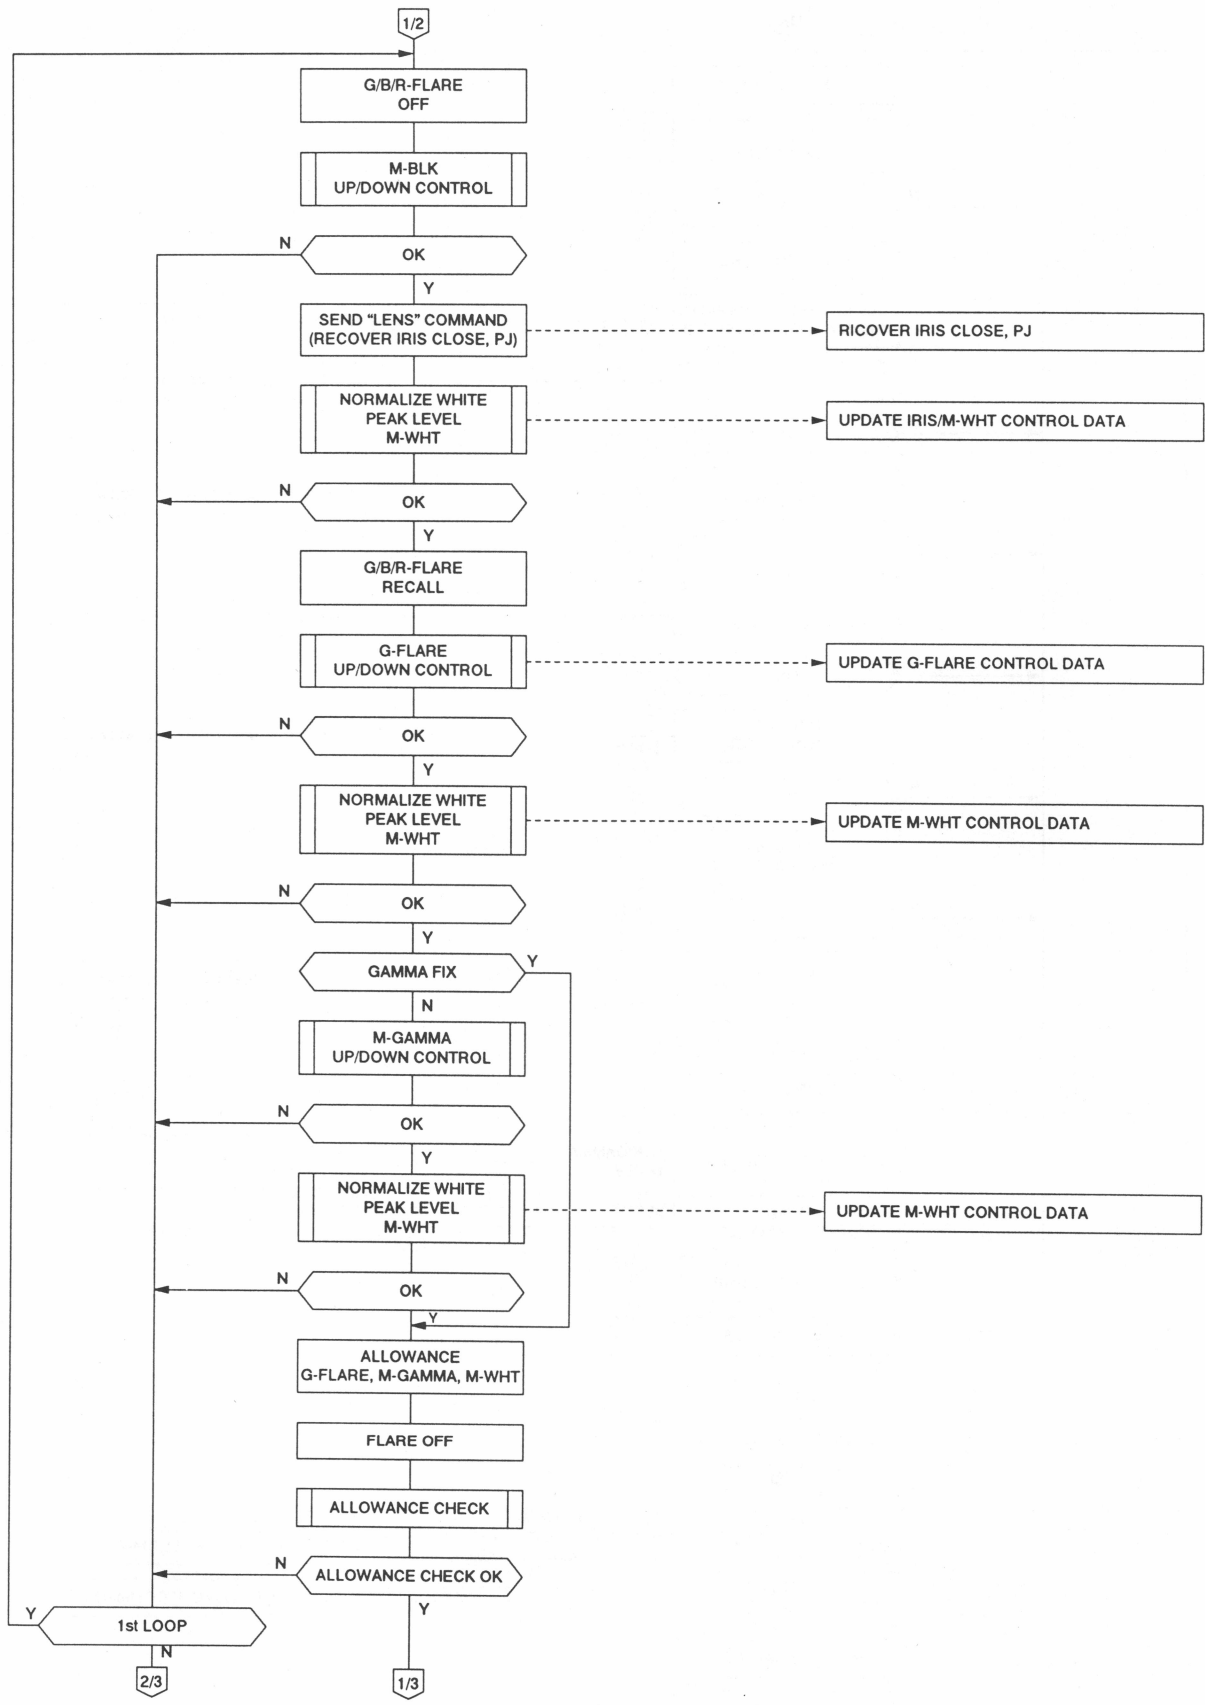 1/2
G/B/R-FLARE
OFF
M-BLK
UP/DOWN CONTROL
N
OK
Y
SEND “LENS” COMMAND
(RECOVER IRIS CLOSE, PJ)
RICOVER IRIS CLOSE, PJ
NORMALIZE WHITE
PEAK LEVEL
M-WHT
UPDATE IRIS/M-WHT CONTROL DATA
N
OK
Y
G/B/R-FLARE
RECALL
G-FLARE
UP/DOWN CONTROL
UPDATE G-FLARE CONTROL DATA
N
OK
Y
NORMALIZE WHITE
PEAK LEVEL
M-WHT
UPDATE M-WHT CONTROL DATA
N
OK
Y
GAMMA FIX
Y
N
M-GAMMA
UP/DOWN CONTROL
N
OK
Y
NORMALIZE WHITE
PEAK LEVEL
M-WHT
UPDATE M-WHT CONTROL DATA
N
OK
Y
ALLOWANCE
G-FLARE, M-GAMMA, M-WHT
FLARE OFF
ALLOWANCE CHECK
N
ALLOWANCE CHECK OK
Y
Y
1st LOOP
N
2/3
1/3